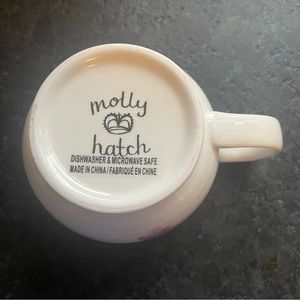 molly
hatch
DISHWASHER & MICROWAVE SAFE
MADE IN CHINA / FABRIQUÉ EN CHINE